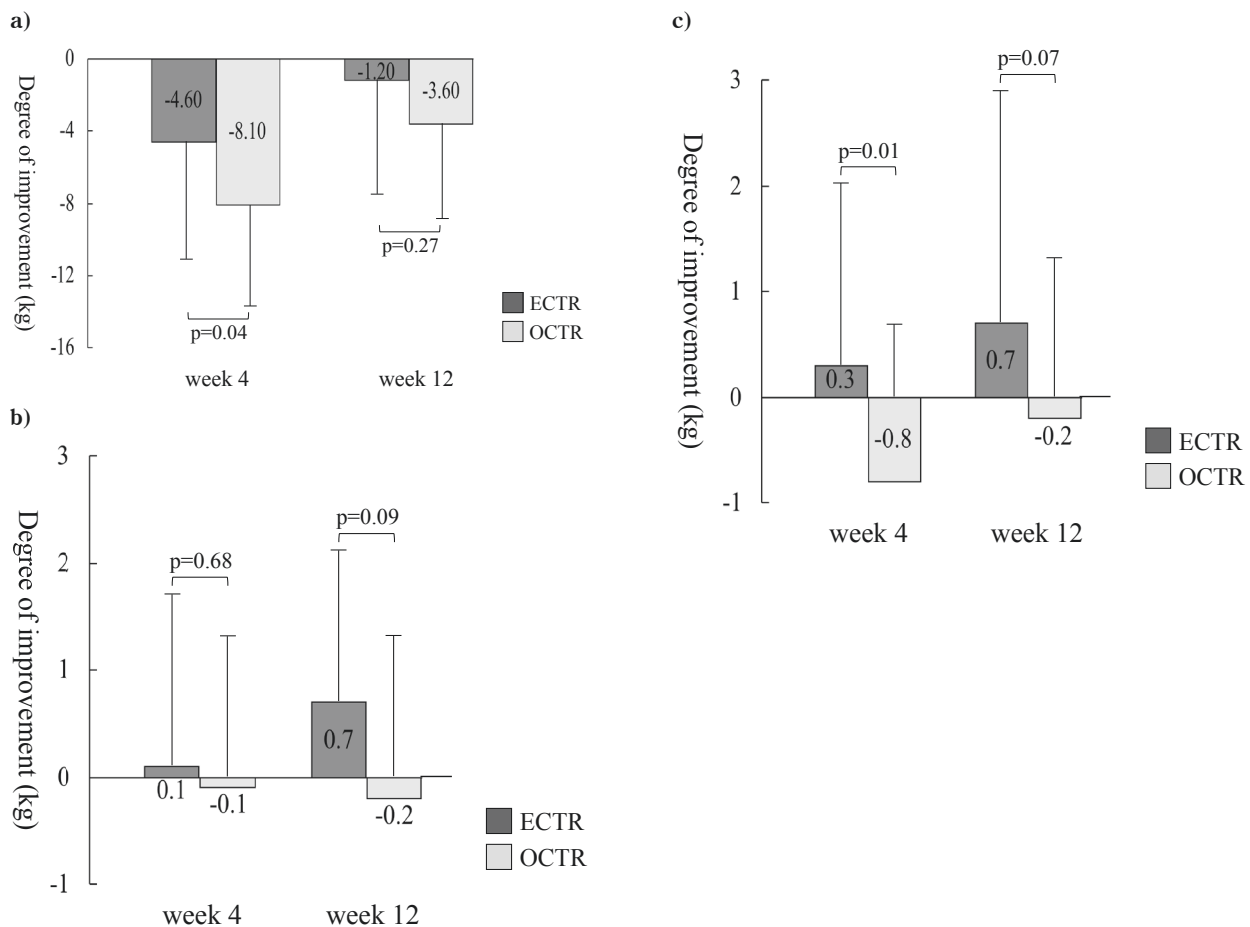 a)
Degree of improvement (kg)
0
-4
-8
-12
-16
-4.60
-8.10
-1.20
-3.60
p=0.04
p=0.27
week 4
week 12
ECTR
OCTR
b)
Degree of improvement (kg)
3
2
1
0
-1
p=0.68
p=0.09
0.1
-0.1
0.7
-0.2
week 4
week 12
ECTR
OCTR
c)
Degree of improvement (kg)
3
2
1
0
-1
p=0.01
p=0.07
0.3
-0.8
0.7
-0.2
week 4
week 12
ECTR
OCTR